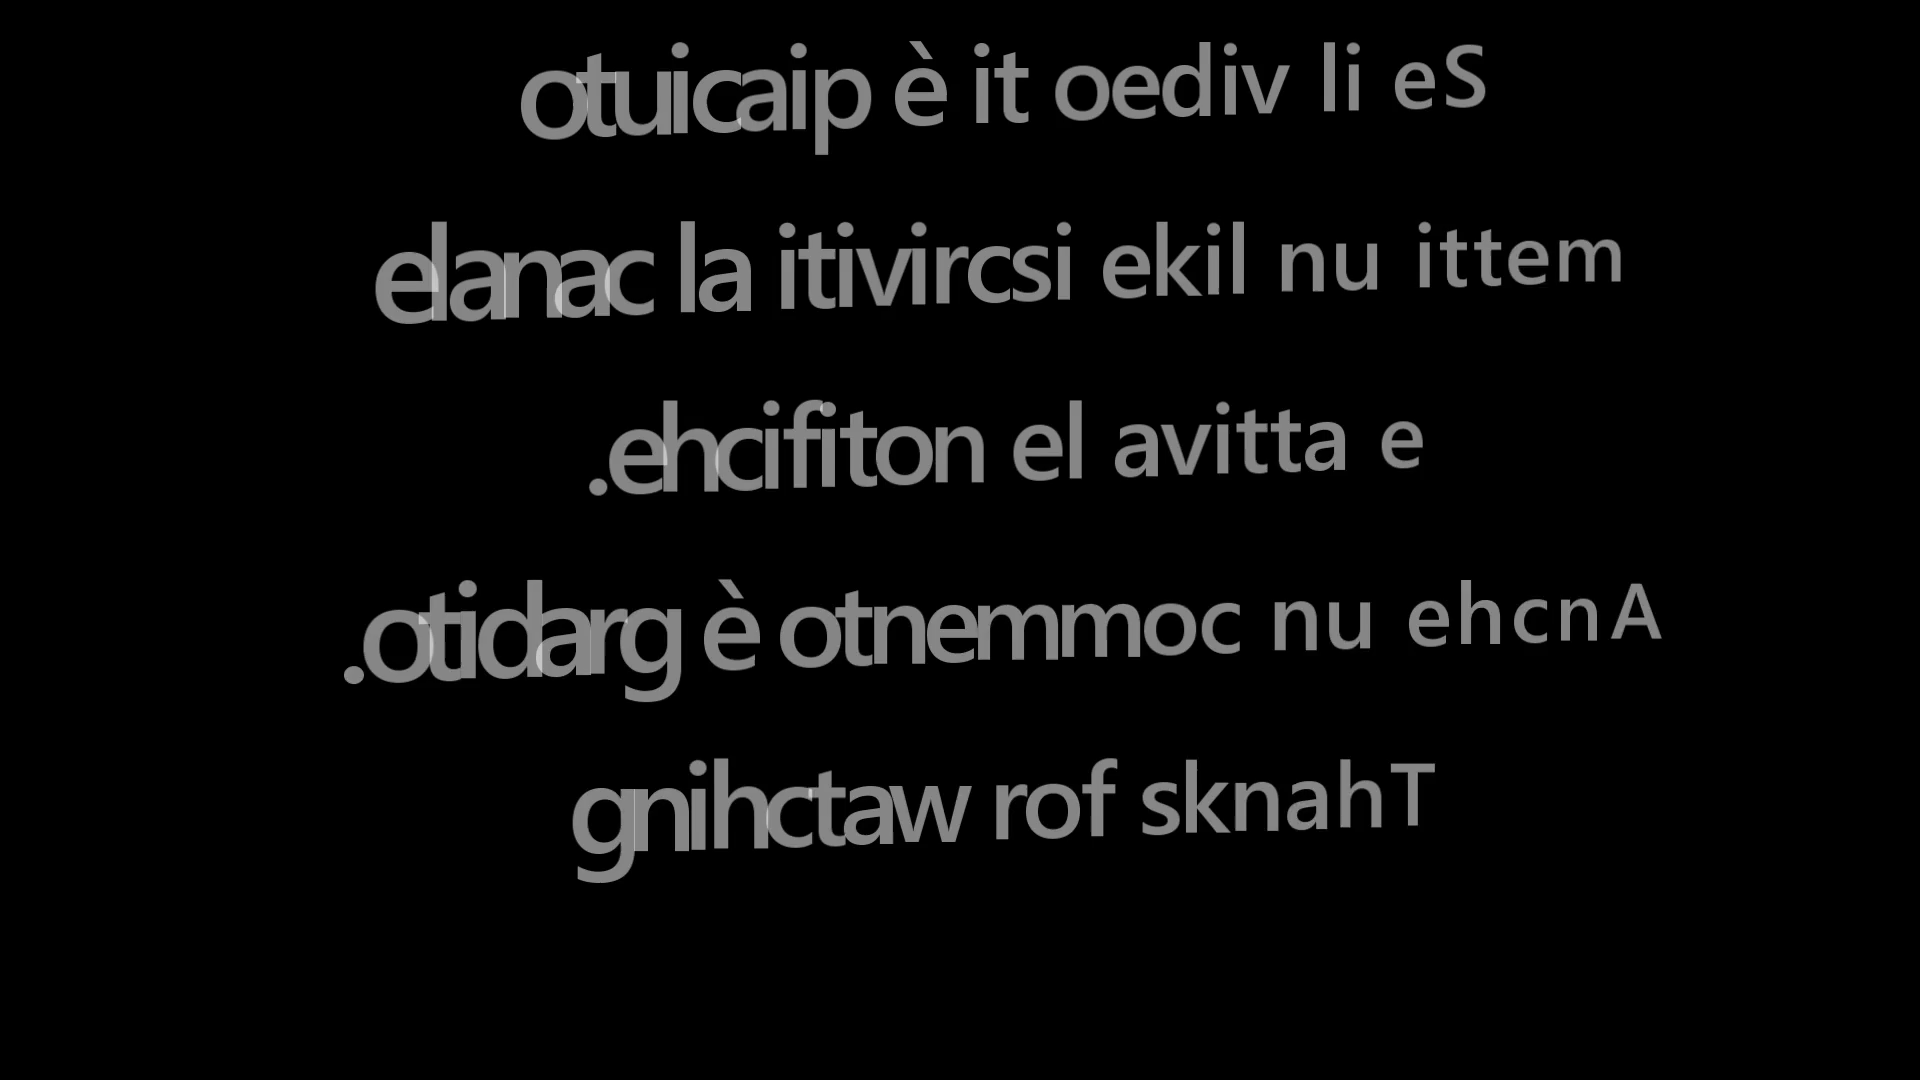 otuicaip è it oediv li eS
elanac la itivircsi ekil nu ittem
.ehcifiton el avitta e
.otidarg è otnemmoc nu ehcnA
gnihctaw rof sknahT